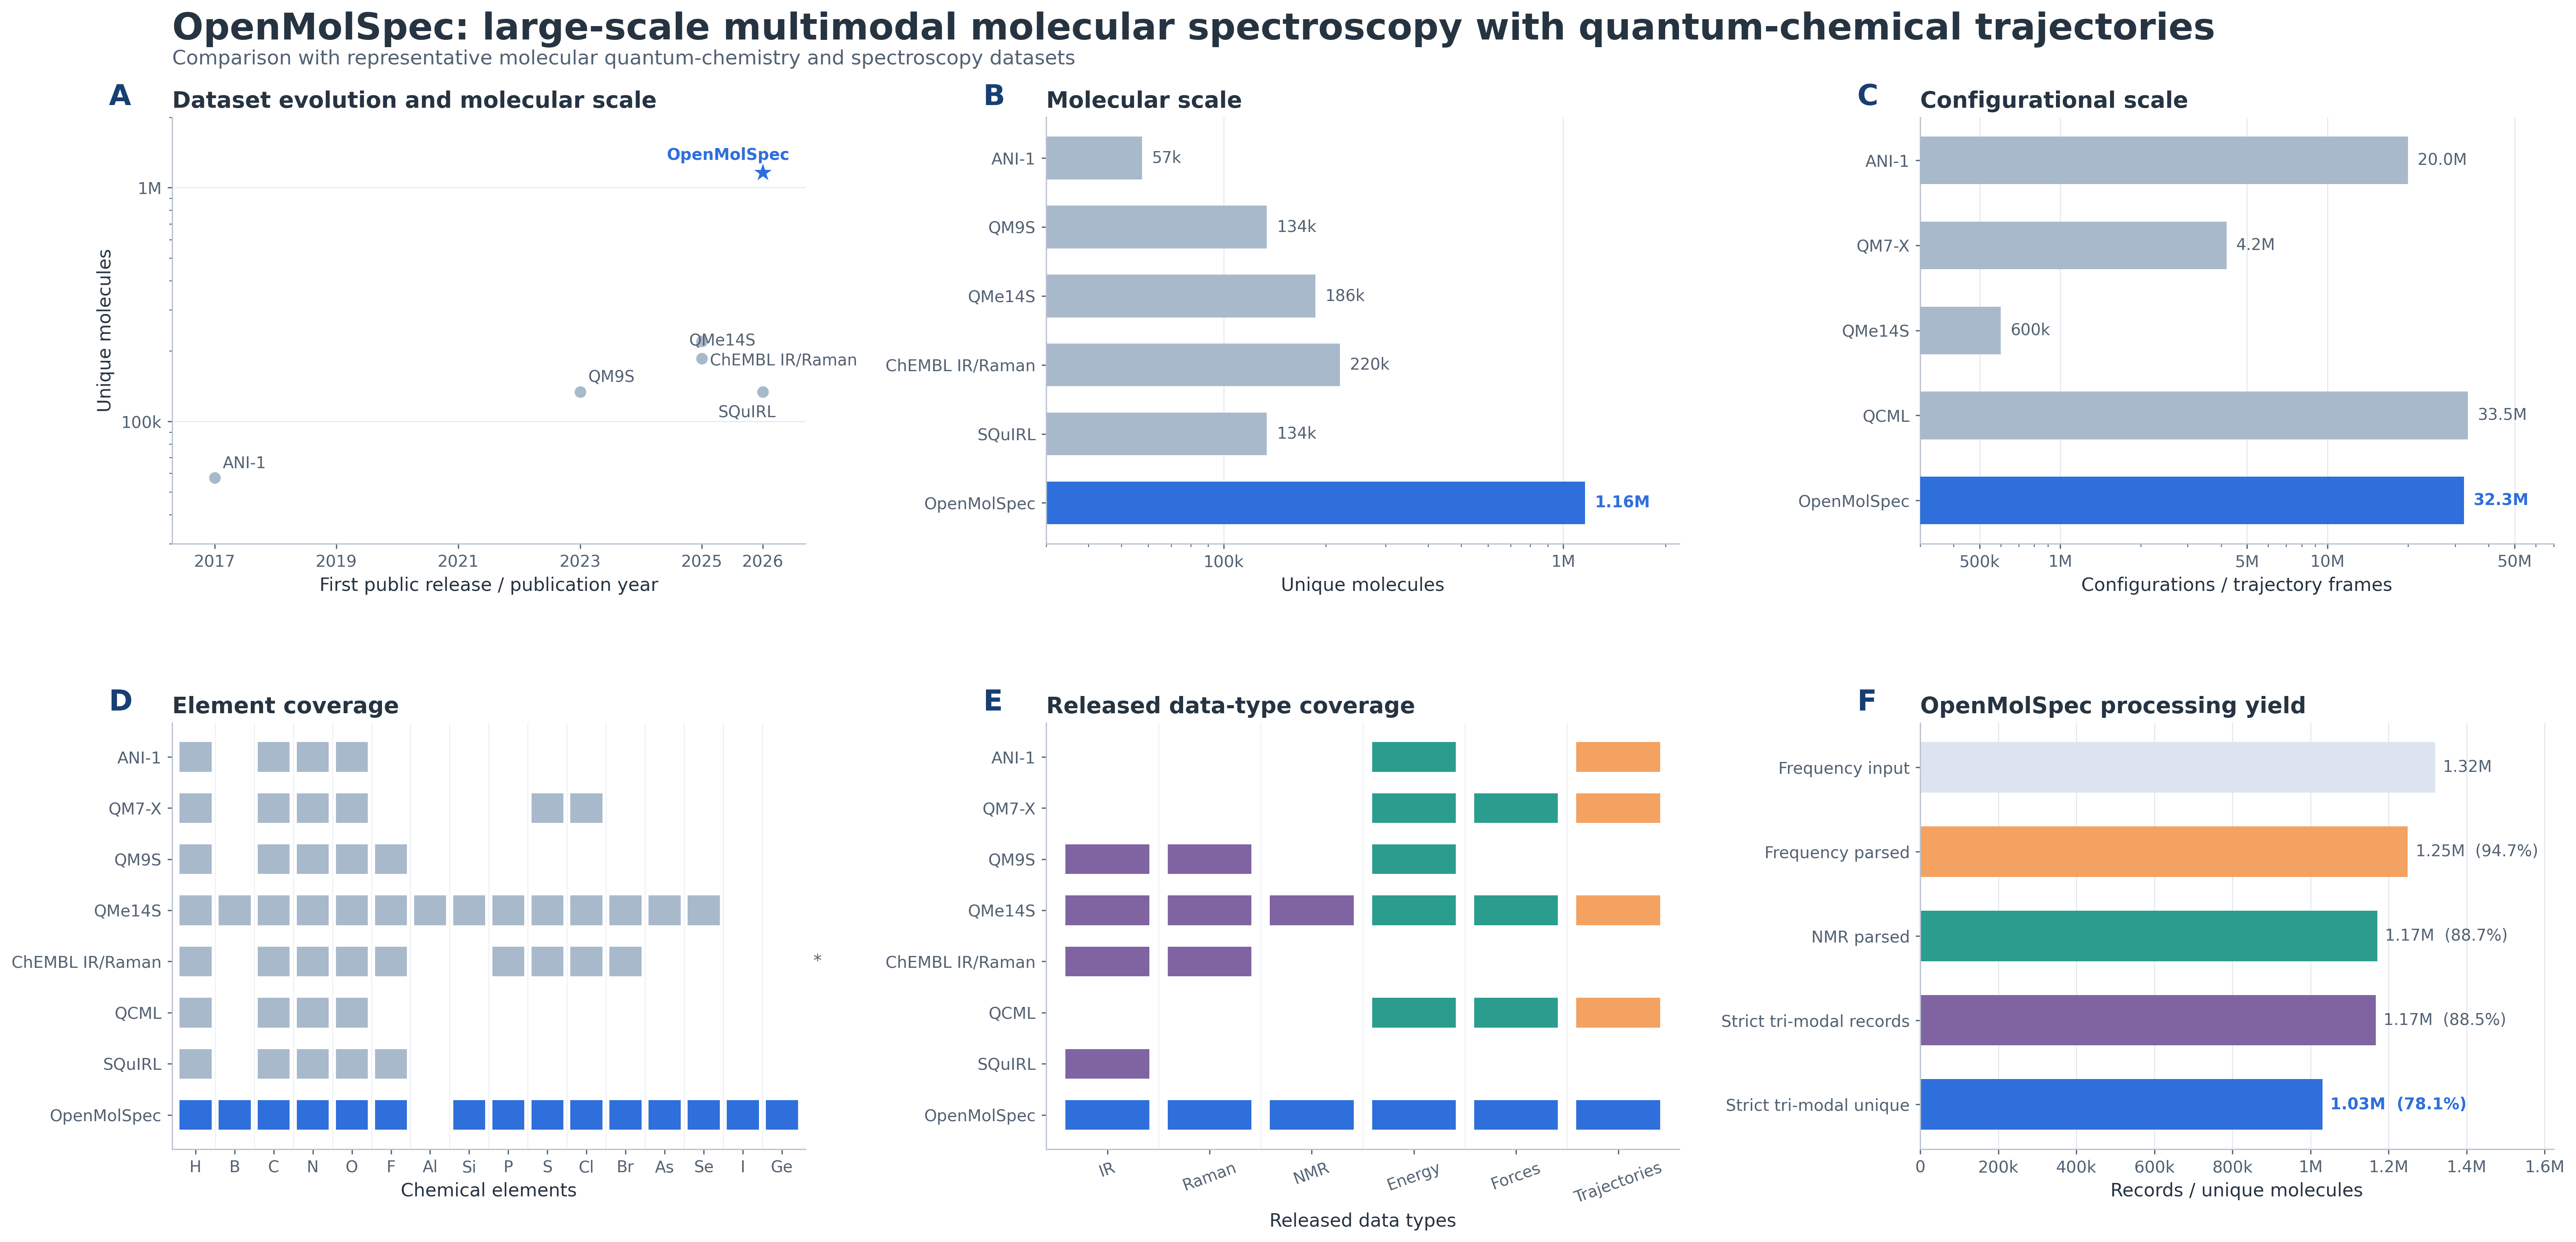 OpenMolSpec: large-scale multimodal molecular spectroscopy with quantum-chemical trajectories
Comparison with representative molecular quantum-chemistry and spectroscopy datasets
A
Dataset evolution and molecular scale
Unique molecules
1M
100k
OpenMolSpec
QMe14S
ChEMBL IR/Raman
QM9S
SQuIRL
ANI-1
2017 2019 2021 2023 2025 2026
First public release / publication year
B
Molecular scale
ANI-1 57k
QM9S 134k
QMe14S 186k
ChEMBL IR/Raman 220k
SQuIRL 134k
OpenMolSpec 1.16M
100k 1M
Unique molecules
C
Configurational scale
ANI-1 20.0M
QM7-X 4.2M
QMe14S 600k
QCML 33.5M
OpenMolSpec 32.3M
500k 1M 5M 10M 50M
Configurations / trajectory frames
D
Element coverage
ANI-1
QM7-X
QM9S
QMe14S
ChEMBL IR/Raman *
QCML
SQuIRL
OpenMolSpec
H B C N O F Al Si P S Cl Br As Se I Ge
Chemical elements
E
Released data-type coverage
ANI-1
QM7-X
QM9S
QMe14S
ChEMBL IR/Raman
QCML
SQuIRL
OpenMolSpec
IR Raman NMR Energy Forces Trajectories
Released data types
F
OpenMolSpec processing yield
Frequency input 1.32M
Frequency parsed 1.25M (94.7%)
NMR parsed 1.17M (88.7%)
Strict tri-modal records 1.17M (88.5%)
Strict tri-modal unique 1.03M (78.1%)
0 200k 400k 600k 800k 1M 1.2M 1.4M 1.6M
Records / unique molecules